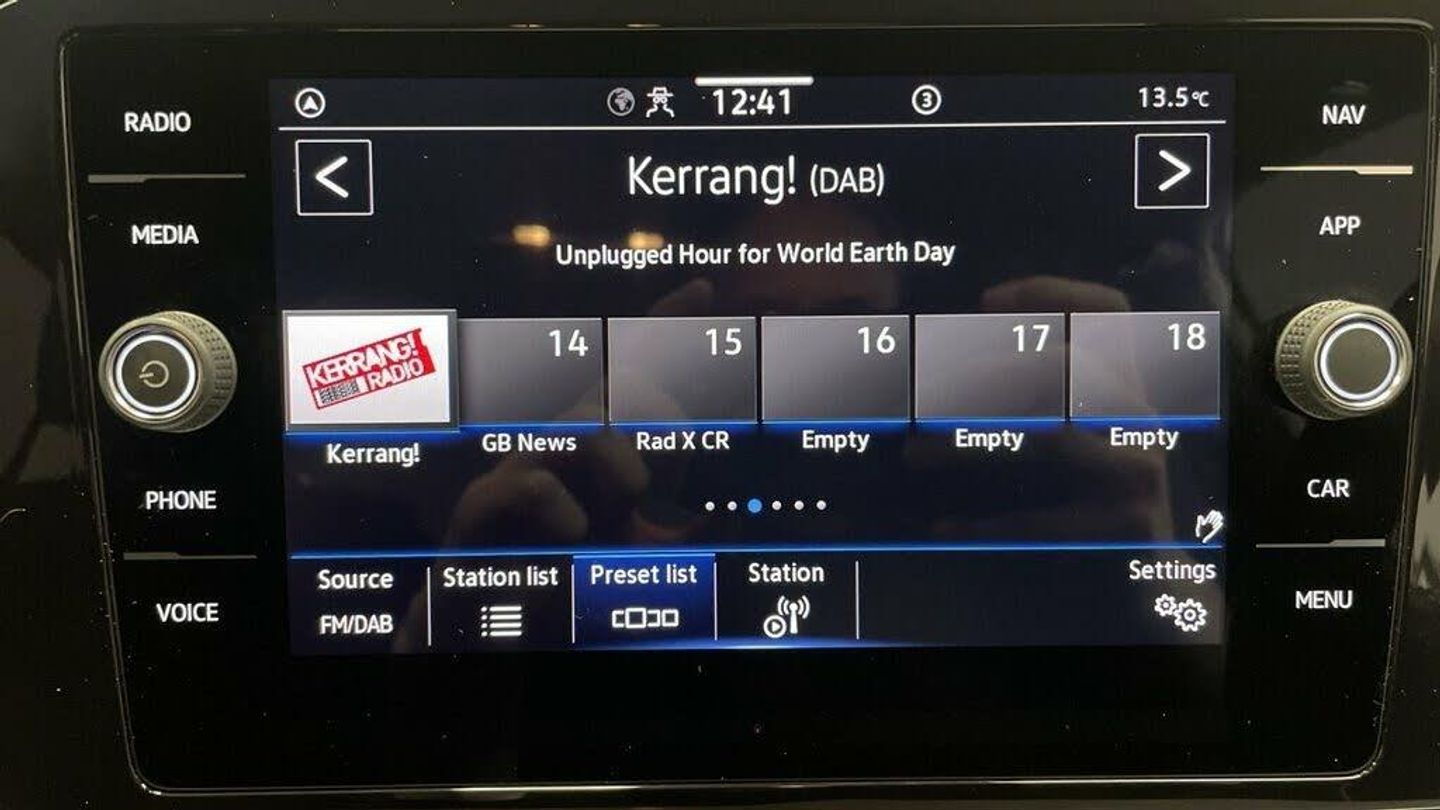 RADIO
MEDIA
PHONE
VOICE
12:41
3
13.5°C
<
Kerrang! (DAB)
>
Unplugged Hour for World Earth Day
KERRANG!
RADIO
14
15
16
17
18
Kerrang!
GB News
Rad X CR
Empty
Empty
Empty
Source
FM/DAB
Station list
Preset list
Station
Settings
NAV
APP
CAR
MENU